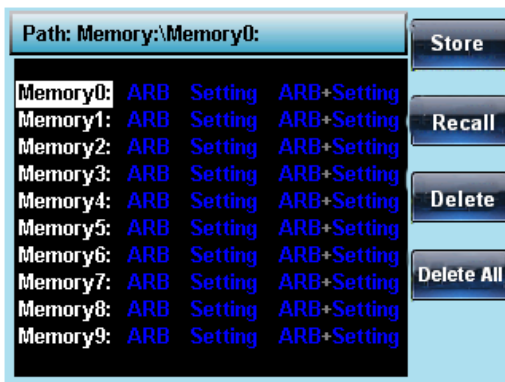 Path: Memory:\Memory0:
Store
Memory0: ARB Setting ARB+Setting
Memory1: ARB Setting ARB+Setting
Recall
Memory2: ARB Setting ARB+Setting
Memory3: ARB Setting ARB+Setting
Memory4: ARB Setting ARB+Setting
Delete
Memory5: ARB Setting ARB+Setting
Memory6: ARB Setting ARB+Setting
Memory7: ARB Setting ARB+Setting
Delete All
Memory8: ARB Setting ARB+Setting
Memory9: ARB Setting ARB+Setting